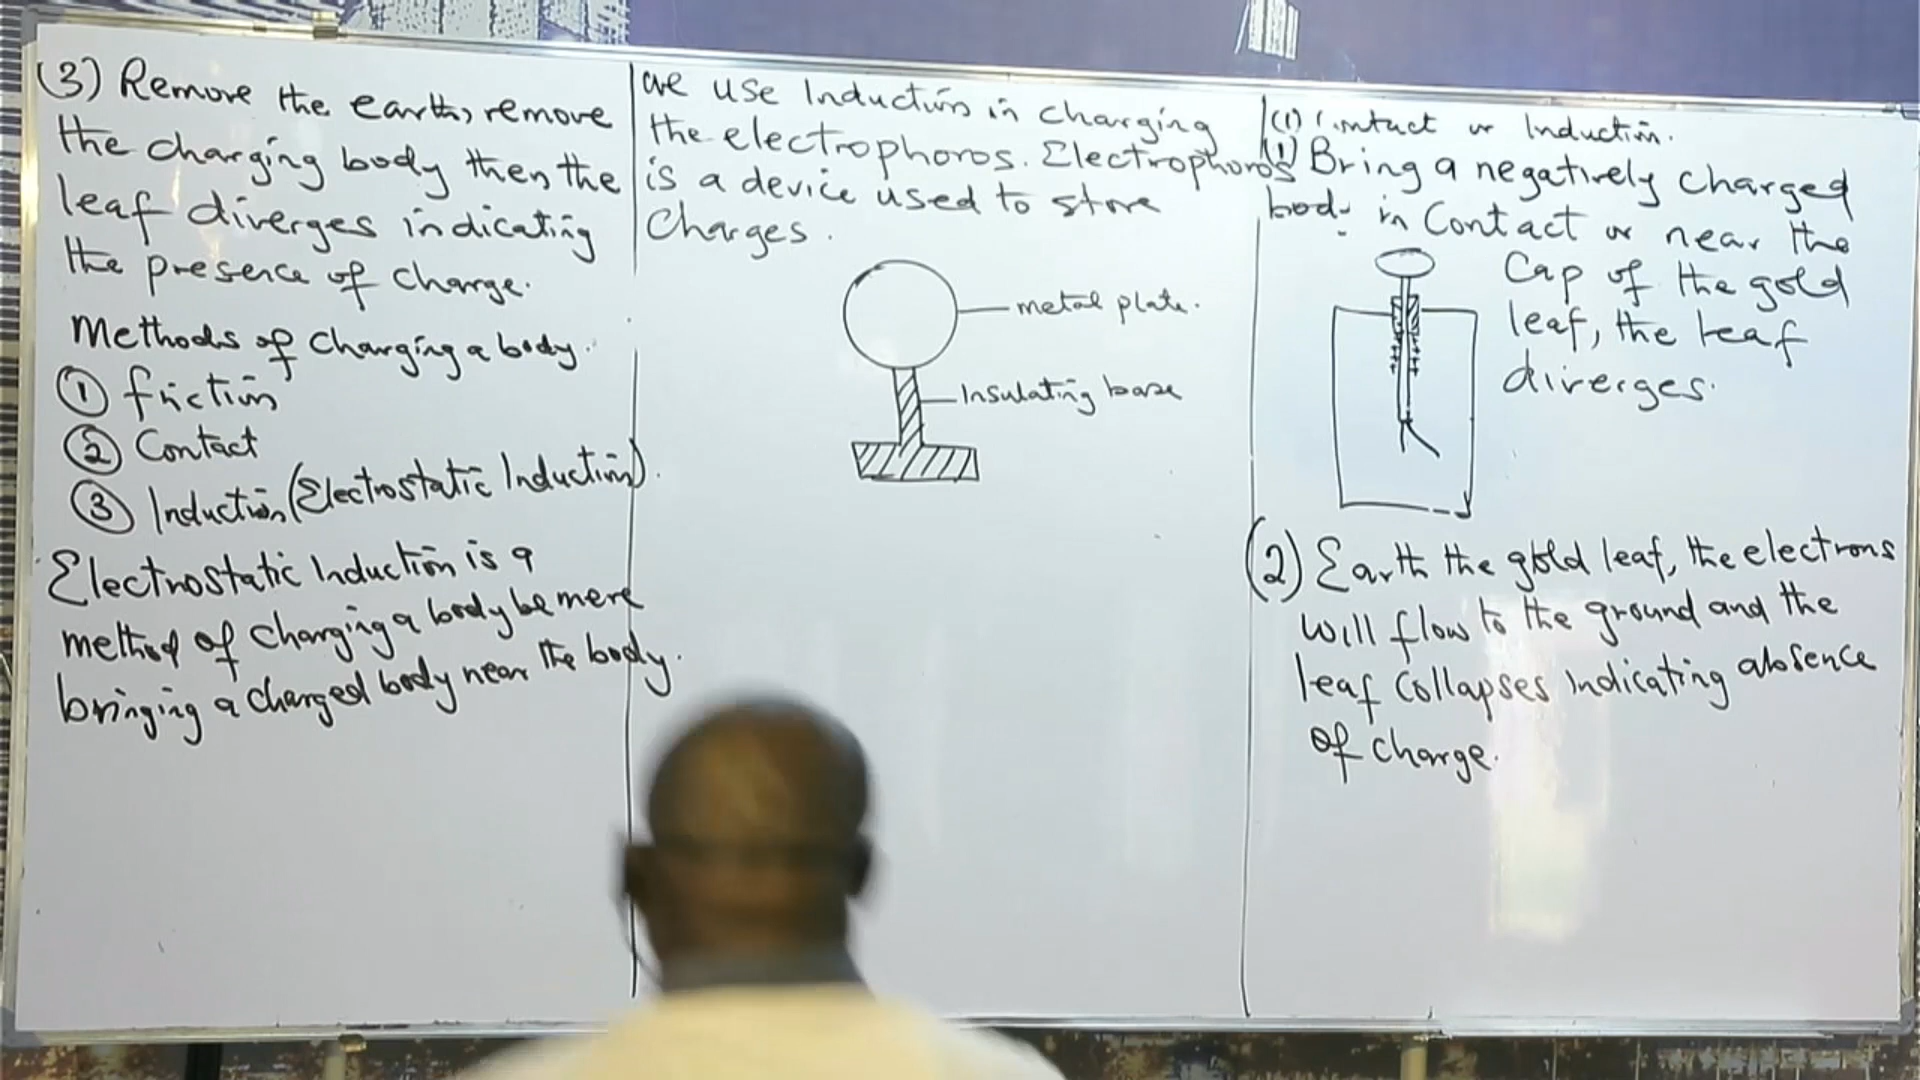 (3) Remove the earth, remove
the charging body then the
leaf diverges indicating
the presence of charge.
Methods of charging a body.
① friction
② Contact
③ Induction (Electrostatic Induction).
Electrostatic Induction is a
method of charging a body be mere
bringing a charged body near the body.
We use Induction in charging
the electrophoros. Electrophoros
is a device used to store
Charges.
metal plate.
Insulating base
(1) Contact or Induction.
(1) Bring a negatively charged
body in Contact or near the
Cap of the gold
leaf, the leaf
diverges.
(2) Earth the gold leaf, the electrons
will flow to the ground and the
leaf Collapses indicating absence
of charge.